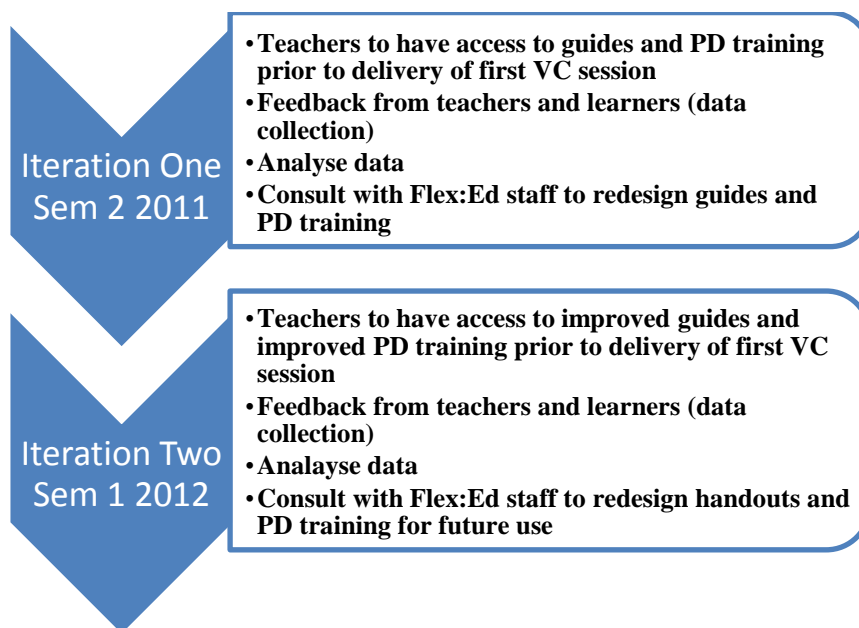 Iteration One
Sem 2 2011
•Teachers to have access to guides and PD training
prior to delivery of first VC session
•Feedback from teachers and learners (data
collection)
•Analyse data
•Consult with Flex:Ed staff to redesign guides and
PD training
Iteration Two
Sem 1 2012
•Teachers to have access to improved guides and
improved PD training prior to delivery of first VC
session
•Feedback from teachers and learners (data
collection)
•Analayse data
•Consult with Flex:Ed staff to redesign handouts and
PD training for future use